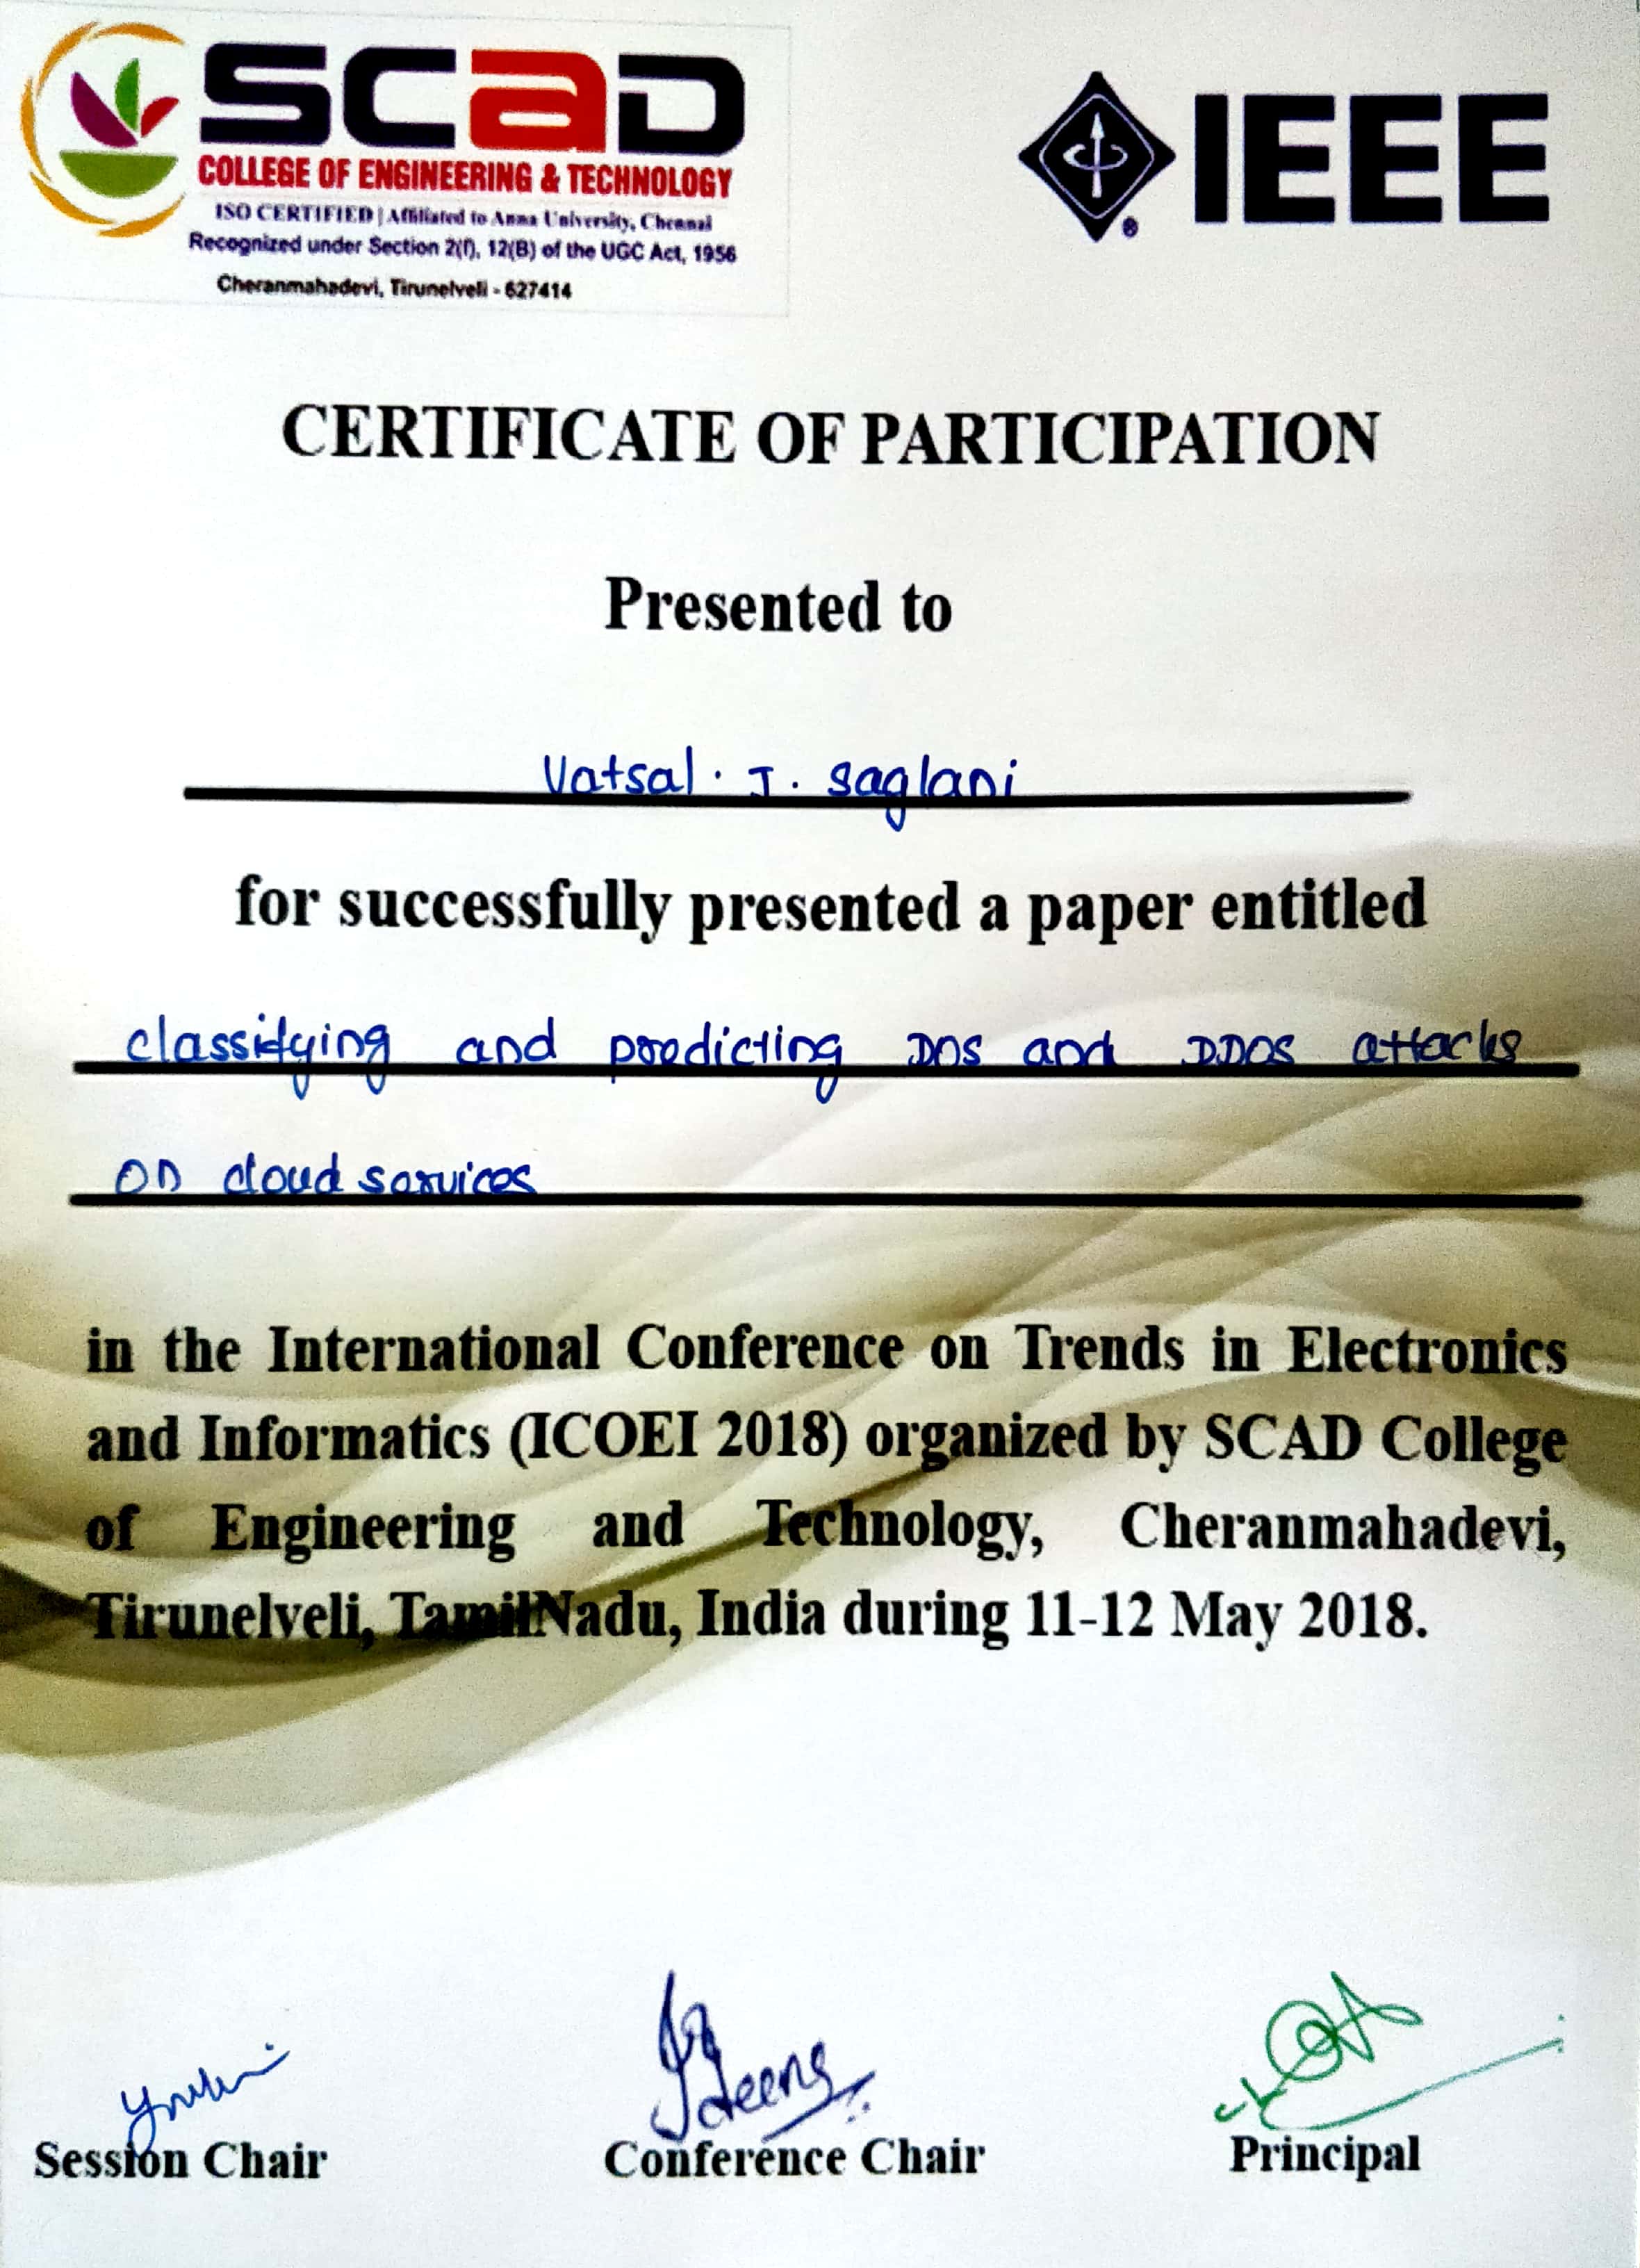 SCAD
COLLEGE OF ENGINEERING & TECHNOLOGY
ISO CERTIFIED | Affiliated to Anna University, Chennai
Recognized under Section 2(f), 12(B) of the UGC Act, 1956
Cheranmahadevi, Tirunelveli - 627414
IEEE
CERTIFICATE OF PARTICIPATION
Presented to
Vatsal. J. Saglani
for successfully presented a paper entitled
classifying and predicting DOS and DDOS attacks
on cloud services
in the International Conference on Trends in Electronics
and Informatics (ICOEI 2018) organized by SCAD College
of Engineering and Technology, Cheranmahadevi,
Tirunelveli, TamilNadu, India during 11-12 May 2018.
Session Chair
Conference Chair
Principal